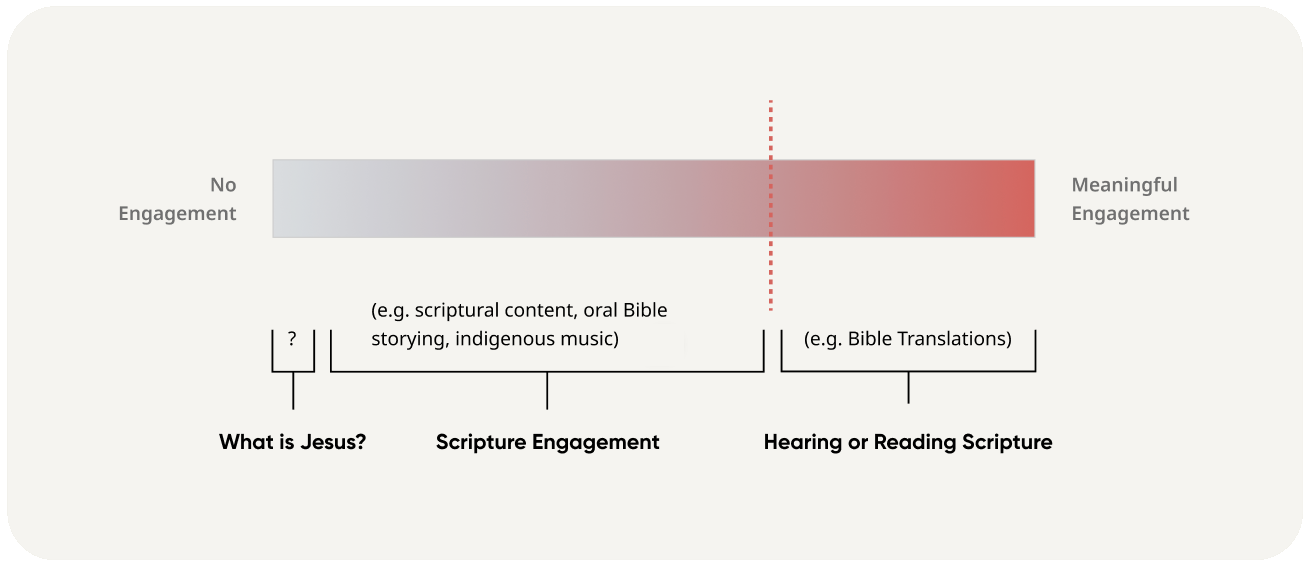 No
Engagement
Meaningful
Engagement
(e.g. scriptural content, oral Bible
storying, indigenous music)
?
(e.g. Bible Translations)
What is Jesus?
Scripture Engagement
Hearing or Reading Scripture